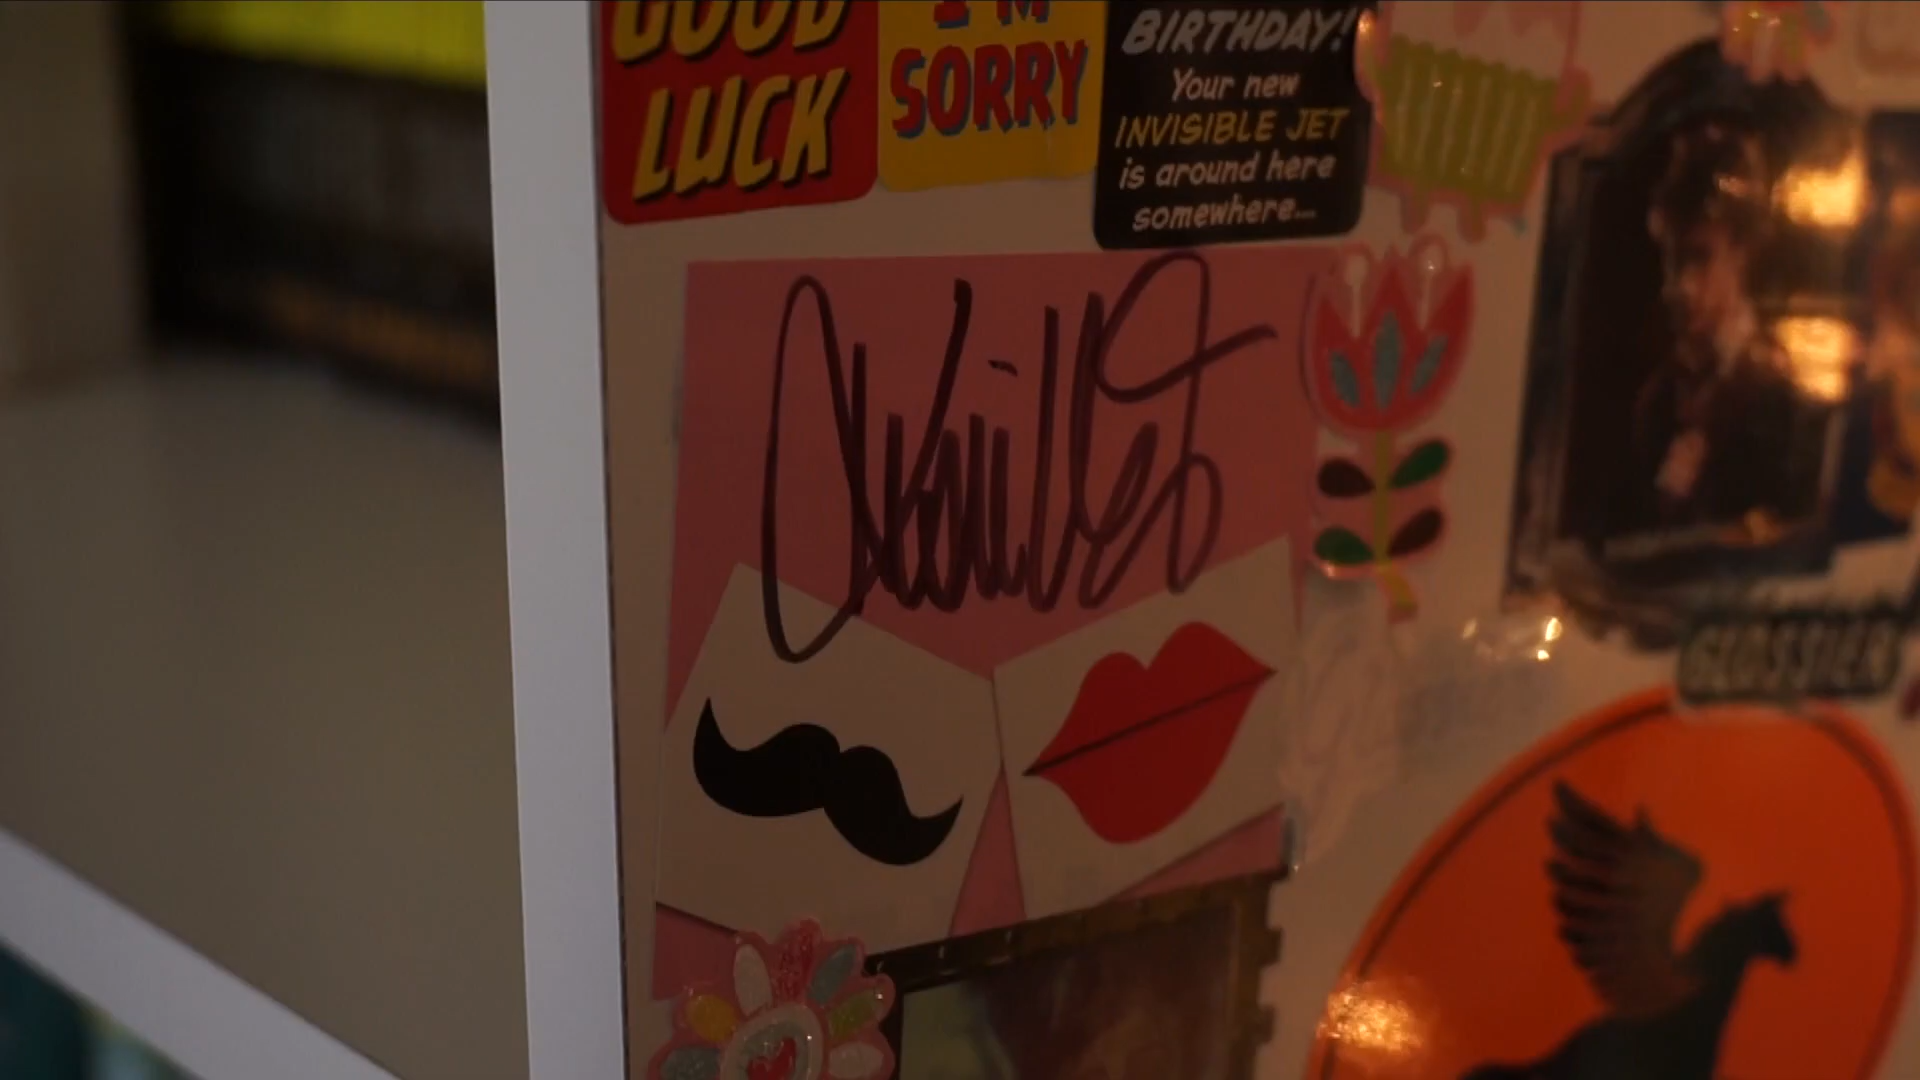 GOOD
LUCK
I'M
SORRY
BIRTHDAY!
Your new
INVISIBLE JET
is around here
somewhere...
GLOSSIER